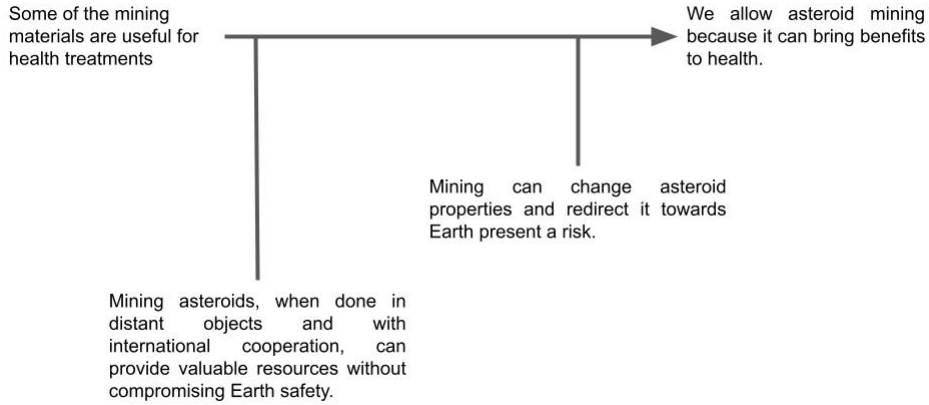 Some of the mining
materials are useful for
health treatments
We allow asteroid mining
because it can bring benefits
to health.
Mining can change asteroid
properties and redirect it towards
Earth present a risk.
Mining asteroids, when done in
distant objects and with
international cooperation, can
provide valuable resources without
compromising Earth safety.